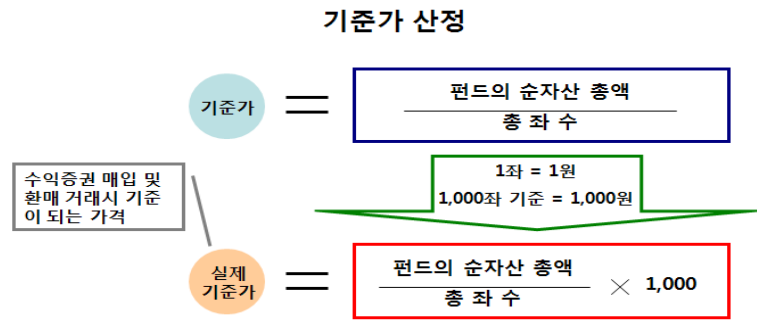 기준가 산정
기준가
펀드의 순자산 총액
총 좌 수
1좌 = 1원
1,000좌 기준 = 1,000원
수익증권 매입 및
환매 거래시 기준
이 되는 가격
실제
기준가
펀드의 순자산 총액
총 좌 수
× 1,000